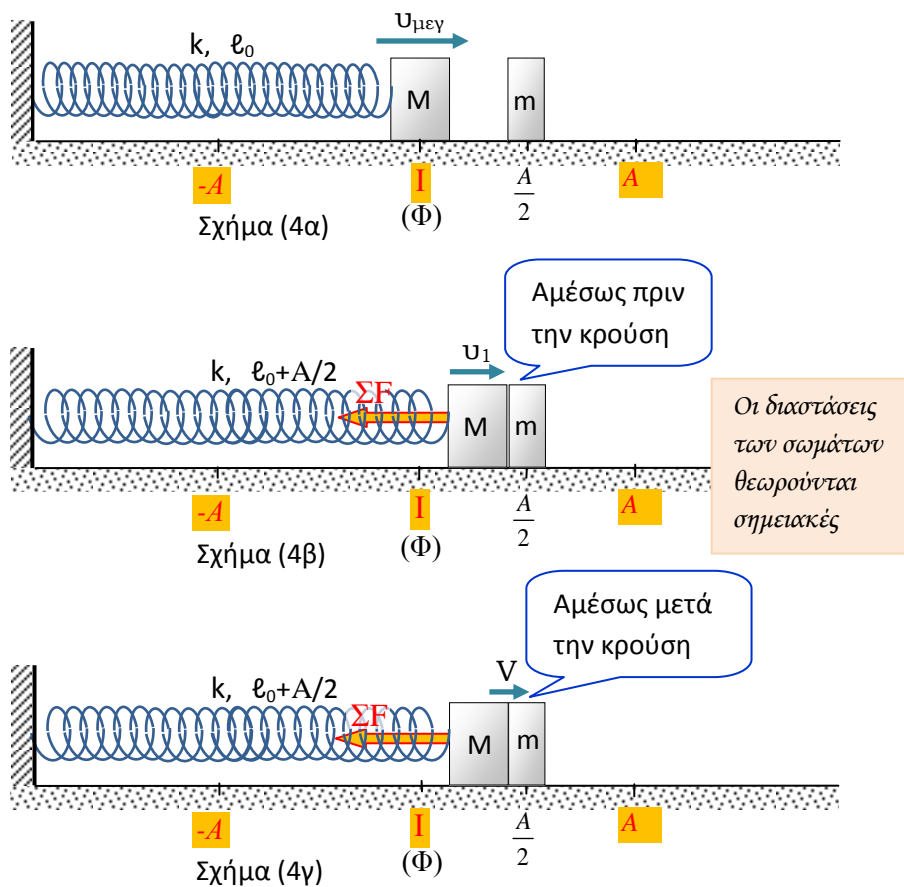 υμεγ
k, ℓ₀
M
m
-A
I
(Φ)
A/2
A
Σχήμα (4α)
Αμέσως πριν
την κρούση
υ₁
k, ℓ₀+A/2
ΣF
M
m
Οι διαστάσεις
των σωμάτων
θεωρούνται
σημειακές
-A
I
(Φ)
A/2
A
Σχήμα (4β)
Αμέσως μετά
την κρούση
V
k, ℓ₀+A/2
ΣF
M
m
-A
I
(Φ)
A/2
A
Σχήμα (4γ)